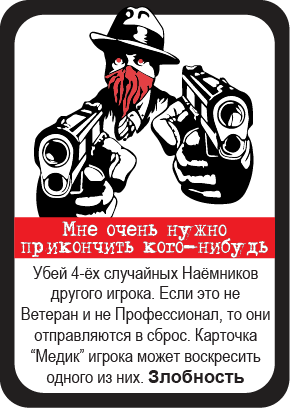 Мне очень нужно
прикончить кого-нибудь
Убей 4-ёх случайных Наёмников
другого игрока. Если это не
Ветеран и не Профессионал, то они
отправляются в сброс. Карточка
“Медик” игрока может воскресить
одного из них. Злобность